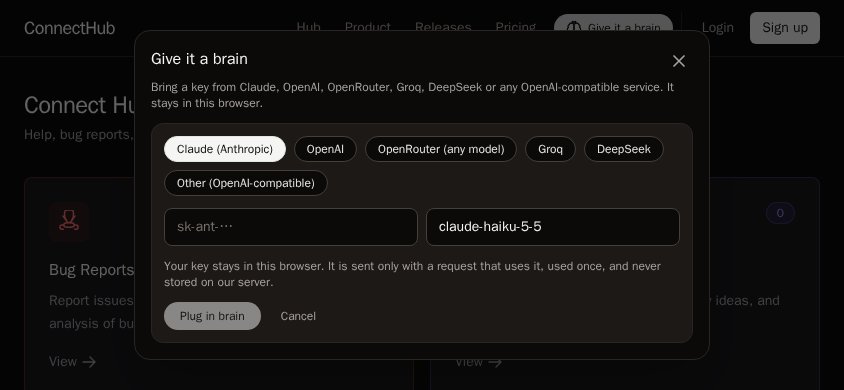 ConnectHub
Hub Product Releases Pricing Give it a brain Login Sign up
Give it a brain
Bring a key from Claude, OpenAI, OpenRouter, Groq, DeepSeek or any OpenAI-compatible service. It
stays in this browser.
Claude (Anthropic) OpenAI OpenRouter (any model) Groq DeepSeek
Other (OpenAI-compatible)
sk-ant-··· claude-haiku-5-5
Your key stays in this browser. It is sent only with a request that uses it, used once, and never
stored on our server.
Plug in brain Cancel
Connect Hu
Help, bug reports,
0
Bug Reports
Report issues
analysis of bu
View →
ideas, and
View →